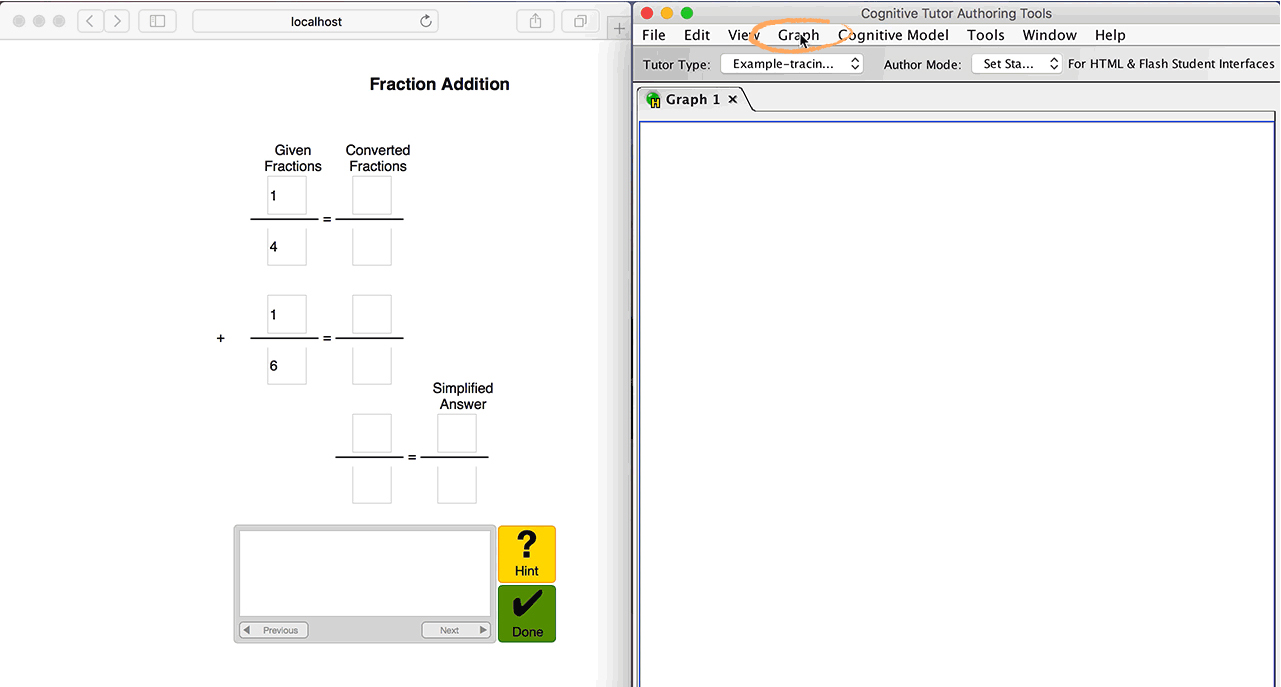 localhost
Fraction Addition
Given
Fractions
Converted
Fractions
1
=
4
1
+
=
6
Simplified
Answer
=
?
Hint
Done
Previous
Next
Cognitive Tutor Authoring Tools
File Edit View Graph Cognitive Model Tools Window Help
Tutor Type: Example-tracin... Author Mode: Set Sta... For HTML & Flash Student Interfaces
H Graph 1 ×